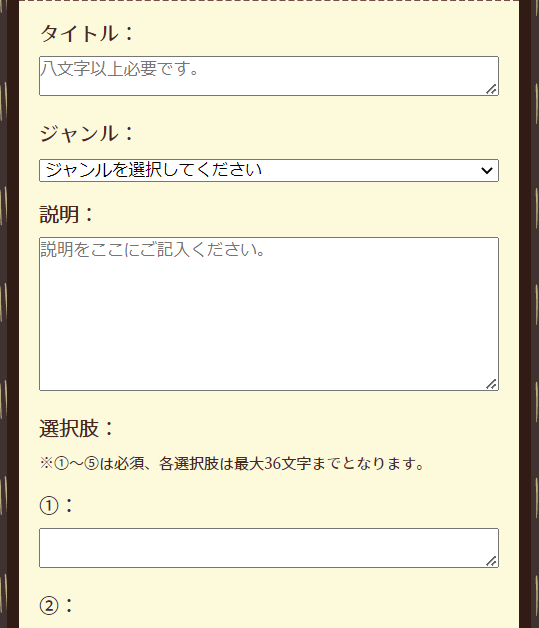 タイトル：
八文字以上必要です。
ジャンル：
ジャンルを選択してください
説明：
説明をここにご記入ください。
選択肢：
※①～⑤は必須、各選択肢は最大36文字までとなります。
①：
②：